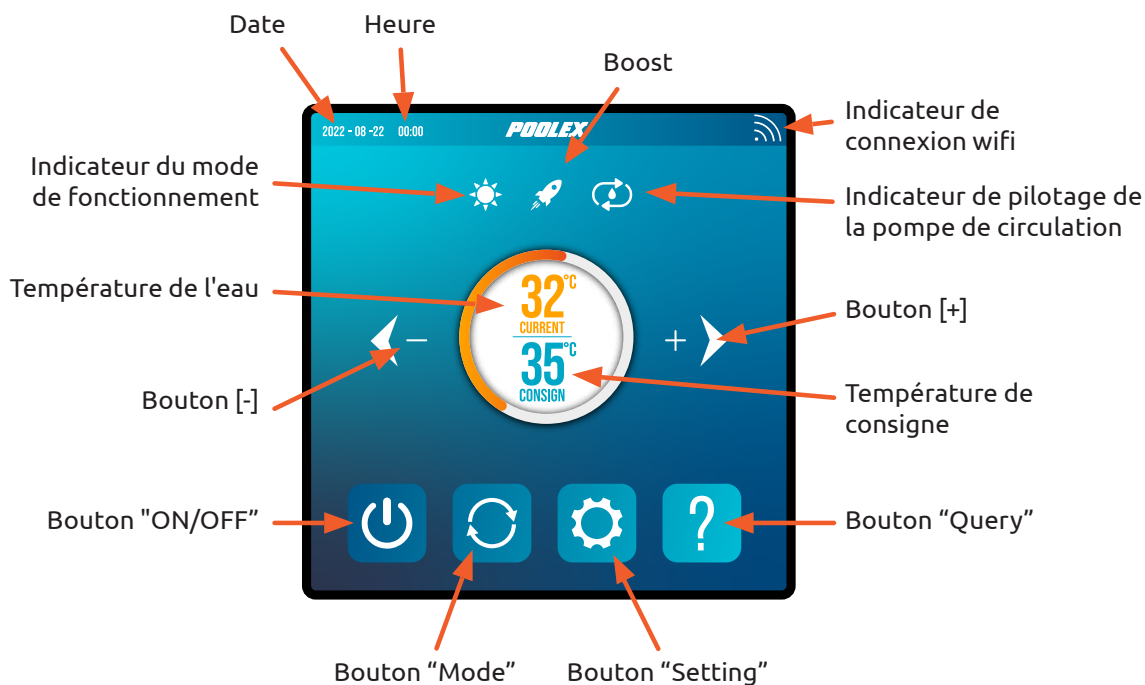 Date
Heure
Boost
Indicateur de
connexion wifi
2022 - 08 -22 00:00
POOLEX
Indicateur du mode
de fonctionnement
Indicateur de pilotage de
la pompe de circulation
Température de l'eau
32°C
CURRENT
35°C
CONSIGN
-
+
Bouton [+]
Bouton [-]
Température de
consigne
Bouton "ON/OFF”
?
Bouton “Query”
Bouton “Mode”
Bouton “Setting”